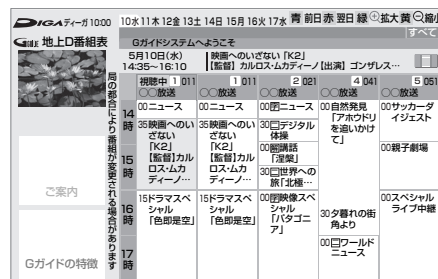 DIGAディーガ 10:00 10水 11木 12金 13土 14日 15月 16火 17水 青 前日 赤 翌日 緑 拡大 黄 縮小
すべて
Gガイド 地上D番組表
Gガイドシステムへようこそ
5月10日(水) 映画へのいざない「K2」
14:35〜16:10 【監督】カルロス・ムカディーノ【出演】ゴンザレス…
局の都合により番組が変更される場合があります
視聴中 1 011 1 011 2 021 4 041 5 051
○○放送 ○○放送 ○○放送 ○○放送 ○○放送
14時
15時
16時
17時
00ニュース
35映画へのいざない
「K2」
【監督】カルロス・ムカディーノ…
15ドラマスペシャル
「色即是空」
00ニュース
35映画へのいざない
「K2」
【監督】カルロス・ムカディーノ…
15ドラマスペシャル
「色即是空」
00ニュース
30デジタル体操
00講話
「涅槃」
30世界への旅「北極…
00映像スペシャル
「パタゴニア」
00自然発見
「アホウドリを追いかけて」
30夕暮れの街角より
00ワールドニュース
00サッカーダイジェスト
00親子劇場
00スペシャルライブ中継
ご案内
Gガイドの特徴